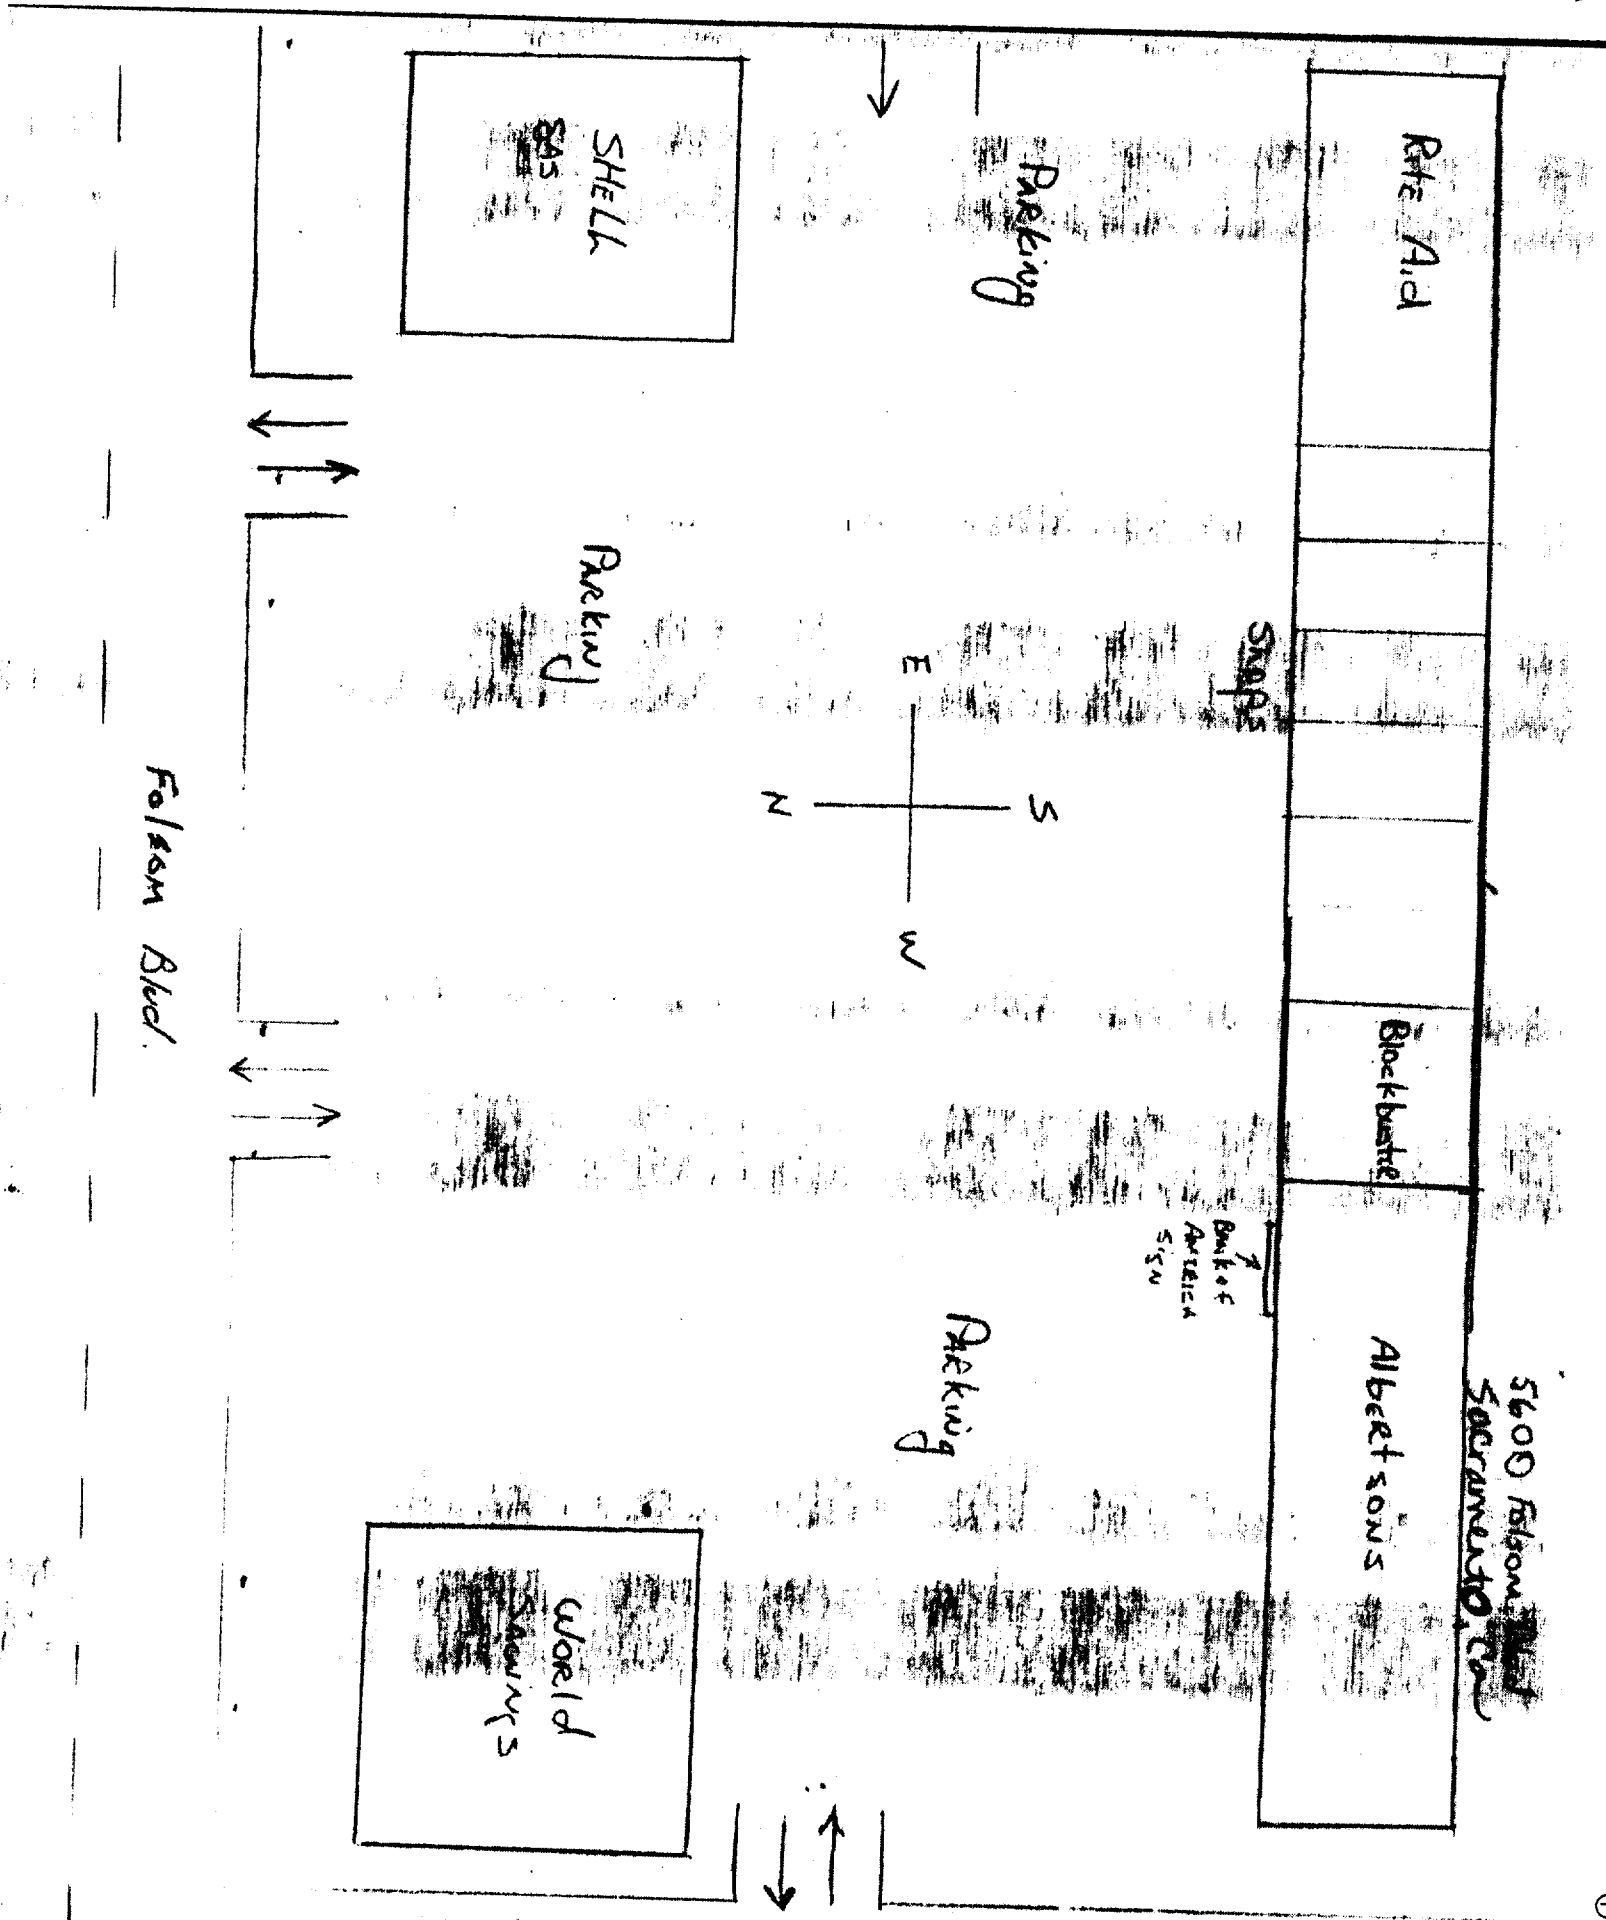 5600 Folsom Blvd
Sacramento, Ca
Rite Aid
Shops
Blockbuster
Albertsons
Bank of
America
Sign
Parking
S
E
W
N
Parking
Parking
SHELL
GAS
World
Savings
Folsom Blvd.